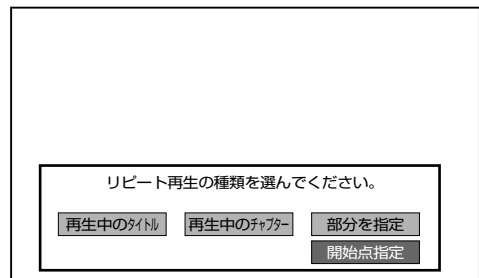 リピート再生の種類を選んでください。
再生中のﾀｲﾄﾙ 再生中のﾁｬﾌﾟﾀｰ 部分を指定
開始点指定